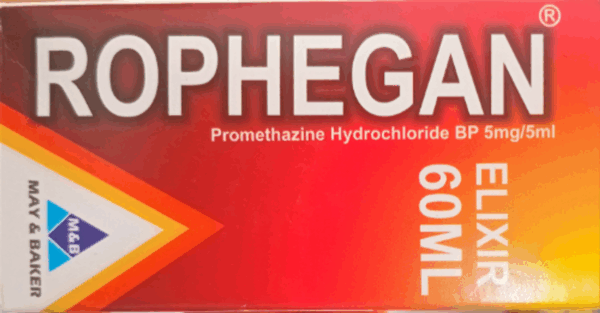 ROPHEGAN®
Promethazine Hydrochloride BP 5mg/5ml
ELIXIR
60ML
M&B
MAY & BAKER